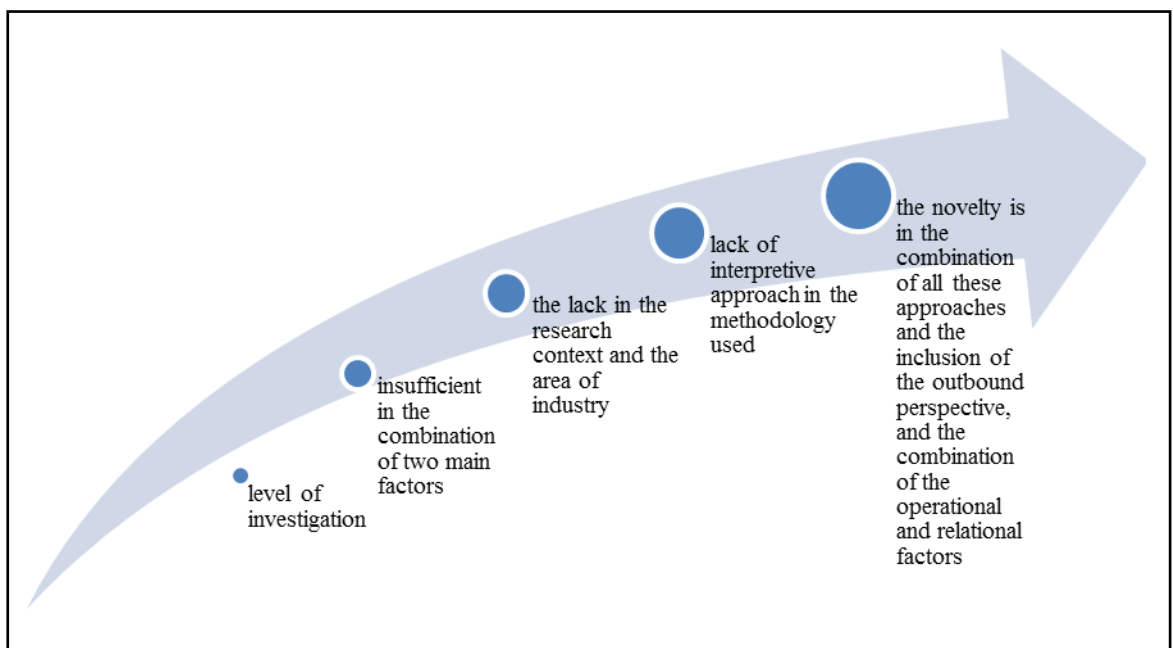 level of
investigation
insufficient
in the
combination
of two main
factors
the lack in the
research
context and the
area of
industry
lack of
interpretive
approach in the
methodology
used
the novelty is
in the
combination
of all these
approaches
and the
inclusion of
the outbound
perspective,
and the
combination
of the
operational
and relational
factors